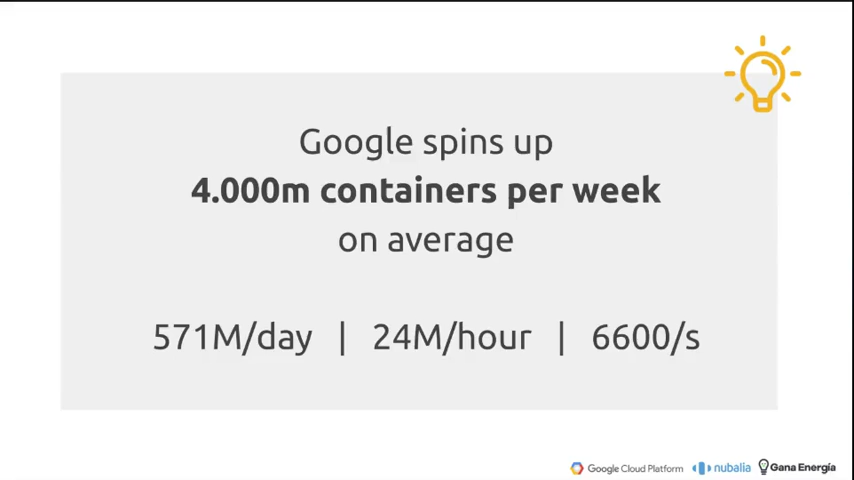 Google spins up
4.000m containers per week
on average
571M/day | 24M/hour | 6600/s
Google Cloud Platform nubalia Gana Energía